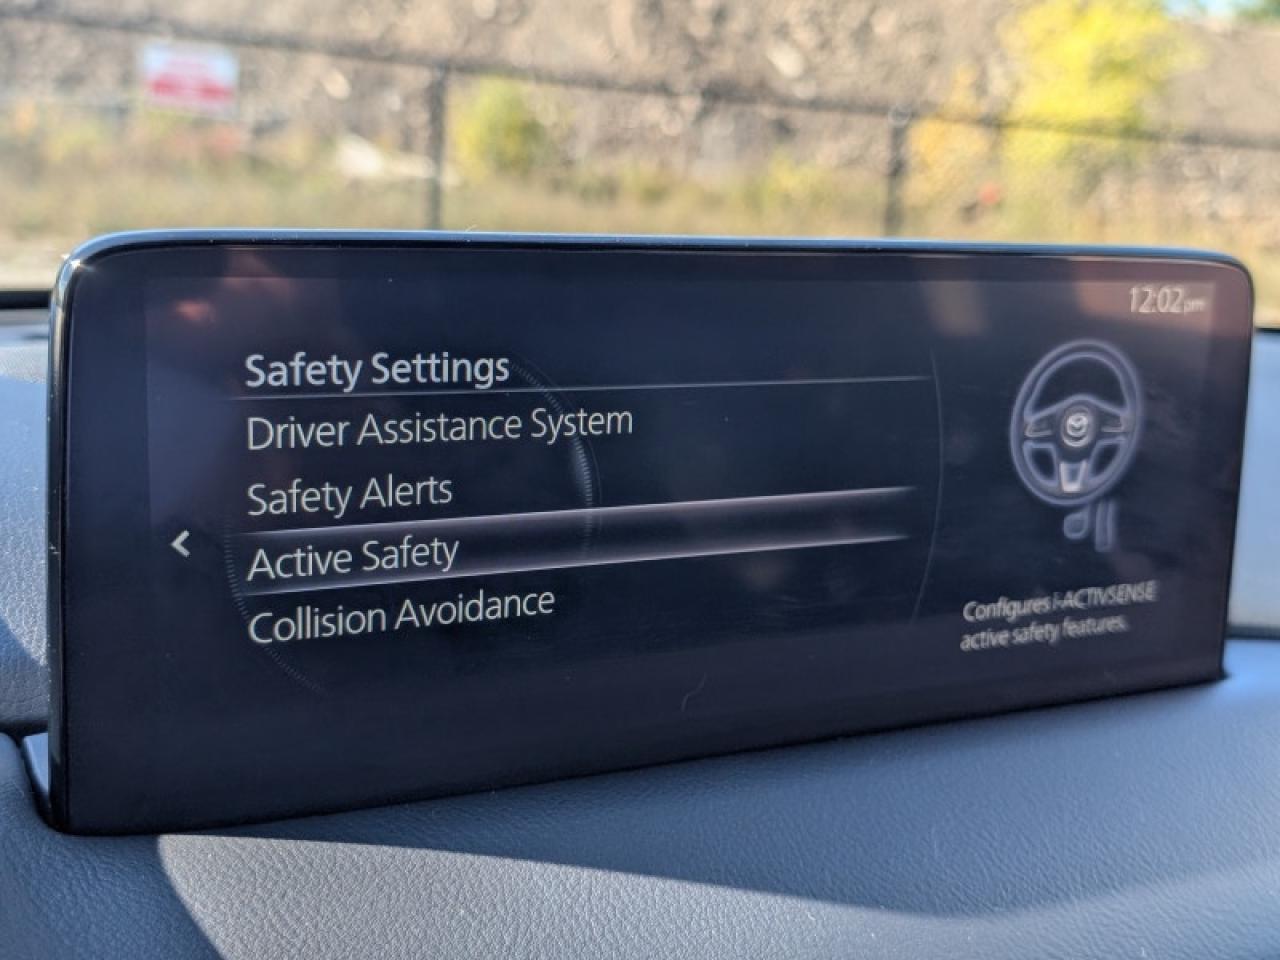 12:02pm
Safety Settings
Driver Assistance System
Safety Alerts
Active Safety
Collision Avoidance
Configures i-ACTIVSENSE
active safety features.